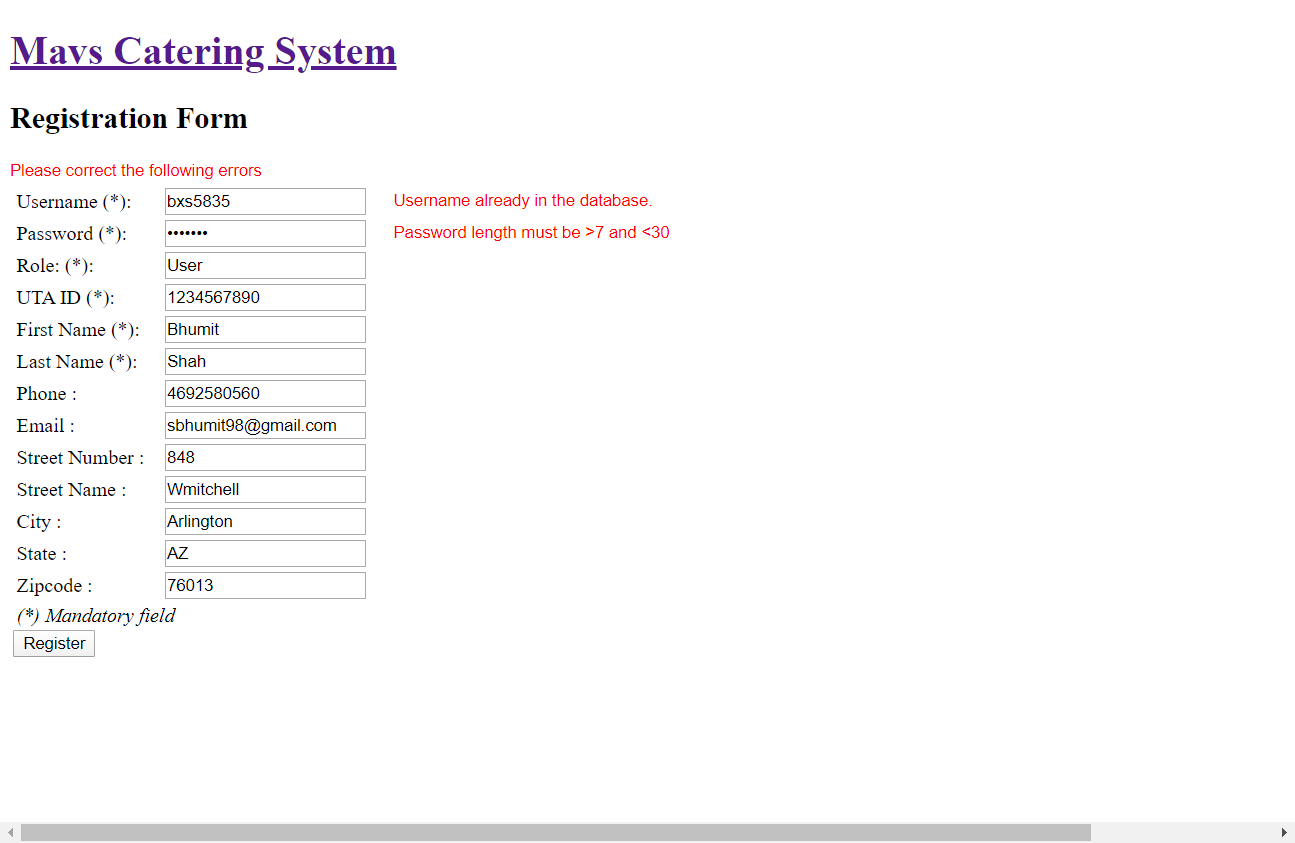 Mavs Catering System
Registration Form
Please correct the following errors
Username (*): bxs5835 Username already in the database.
Password (*): ••••••• Password length must be >7 and <30
Role: (*): User
UTA ID (*): 1234567890
First Name (*): Bhumit
Last Name (*): Shah
Phone : 4692580560
Email : sbhumit98@gmail.com
Street Number : 848
Street Name : Wmitchell
City : Arlington
State : AZ
Zipcode : 76013
(*) Mandatory field
Register